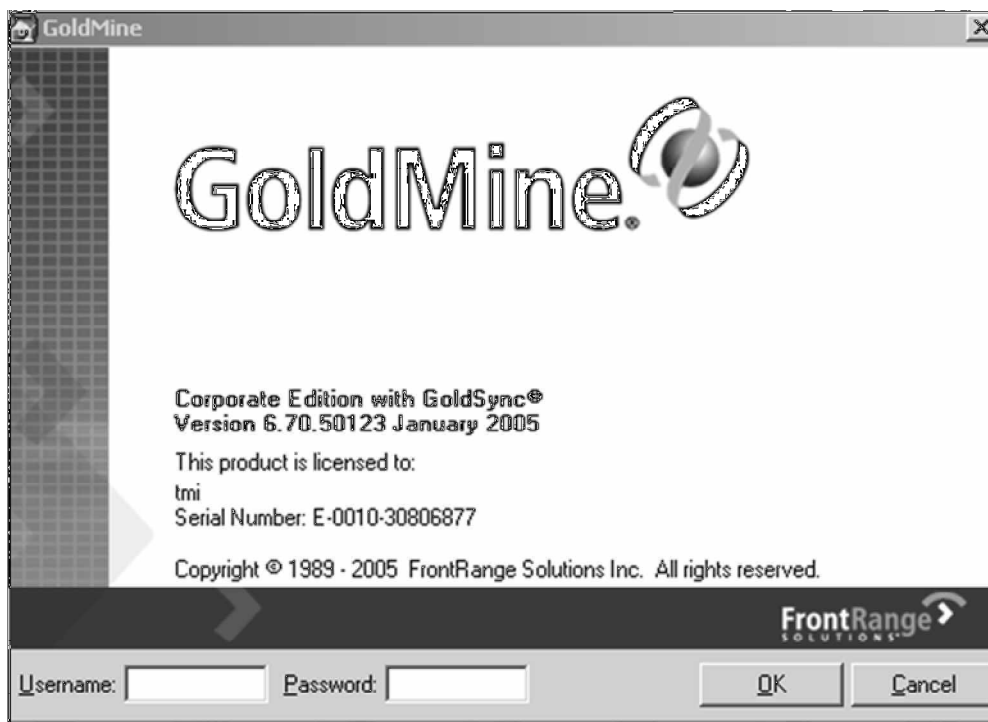 GoldMine
GoldMine®
Corporate Edition with GoldSync®
Version 6.70.50123 January 2005
This product is licensed to:
tmi
Serial Number: E-0010-30806877
Copyright © 1989 - 2005 FrontRange Solutions Inc. All rights reserved.
FrontRange
SOLUTIONS
Username: Password: OK Cancel